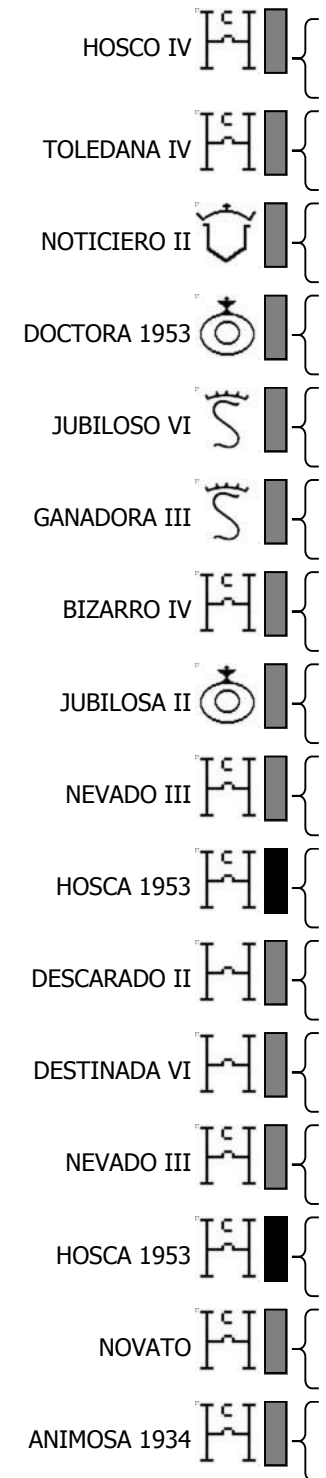 HOSCO IV
TOLEDANA IV
NOTICIERO II
DOCTORA 1953
JUBILOSO VI
GANADORA III
BIZARRO IV
JUBILOSA II
NEVADO III
HOSCA 1953
DESCARADO II
DESTINADA VI
NEVADO III
HOSCA 1953
NOVATO
ANIMOSA 1934